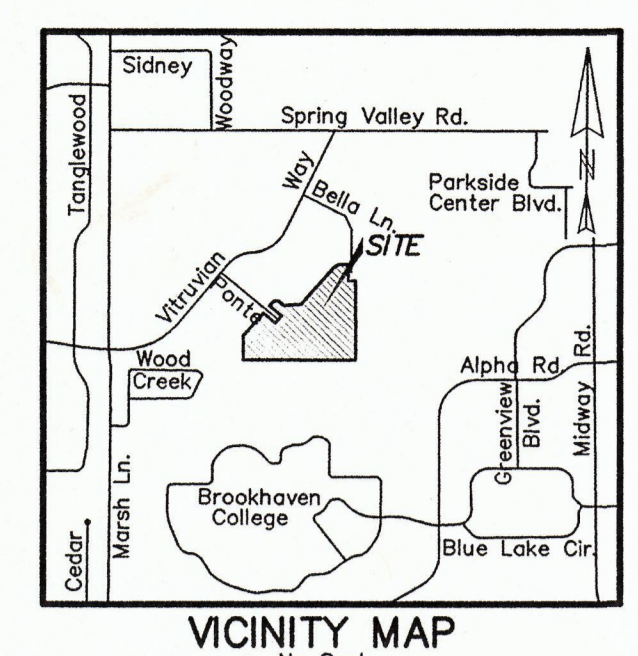 Sidney
Woodway
Tanglewood
Spring Valley Rd.
Way
Bella Ln.
Parkside
Center Blvd.
N
SITE
Vitruvian
Ponte
Wood
Creek
Alpha Rd.
Greenview
Blvd.
Midway Rd.
Marsh Ln.
Brookhaven
College
Blue Lake Cir.
Cedar
VICINITY MAP